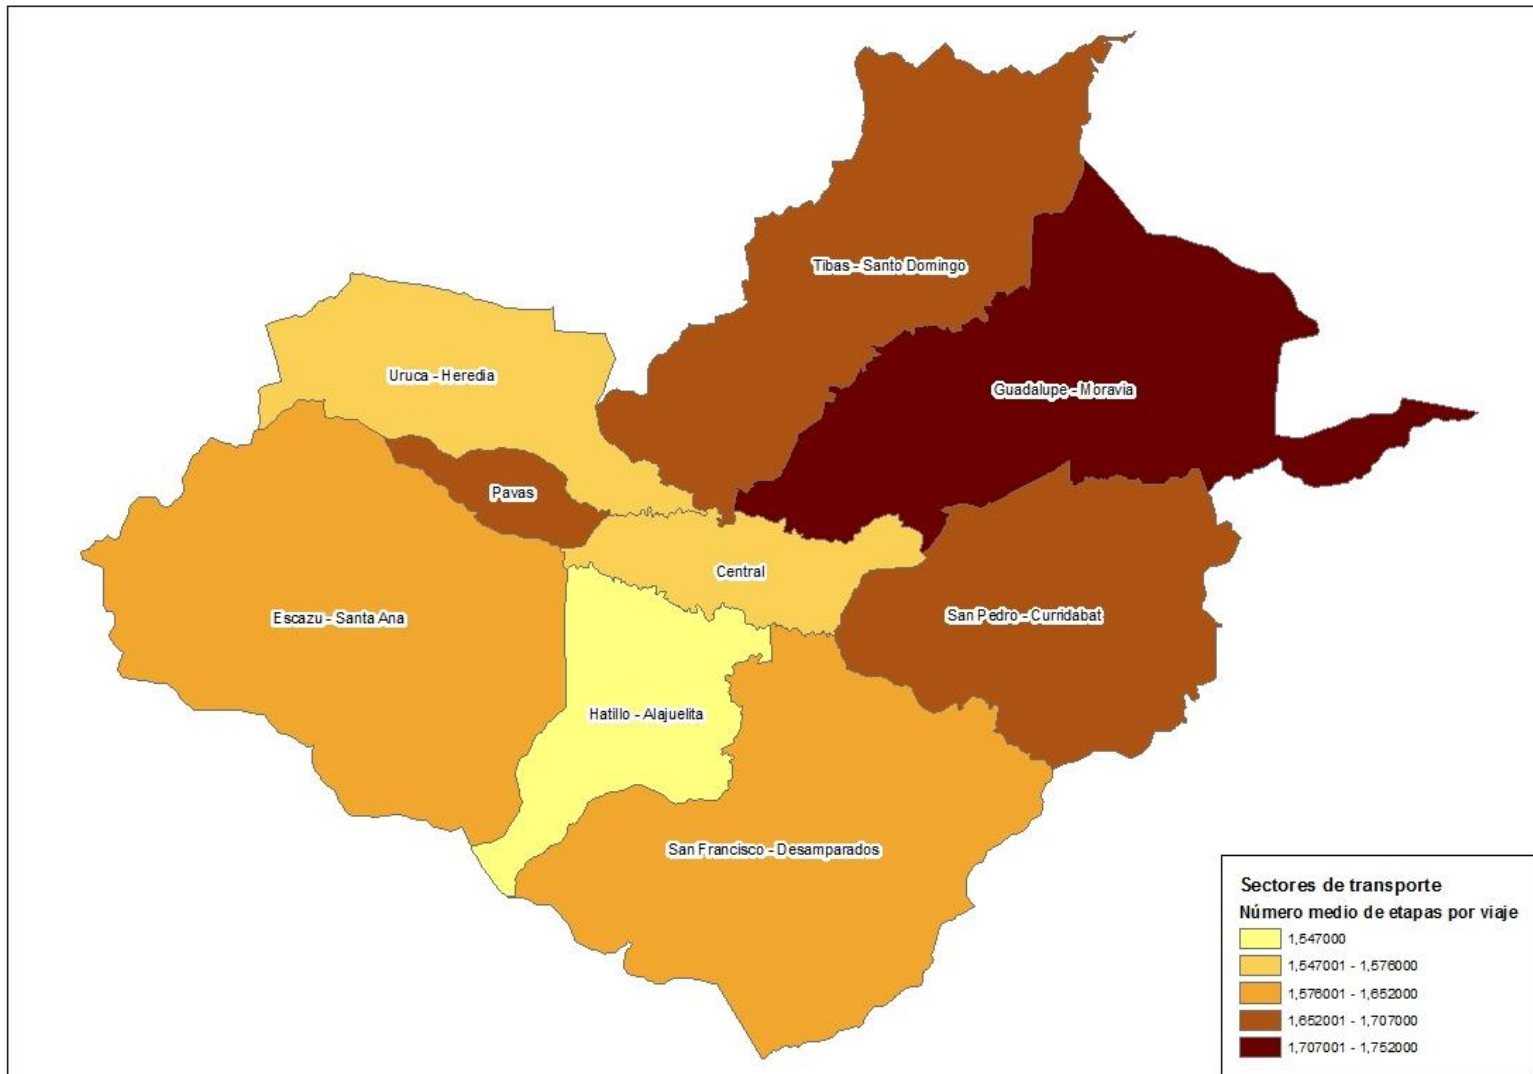 Tibas - Santo Domingo
Uruca - Heredia
Guadalupe - Moravia
Pavas
Central
Escazu - Santa Ana
San Pedro - Curridabat
Hatillo - Alajuelita
San Francisco - Desamparados
Sectores de transporte
Número medio de etapas por viaje
1,547000
1,547001 - 1,576000
1,576001 - 1,652000
1,652001 - 1,707000
1,707001 - 1,752000